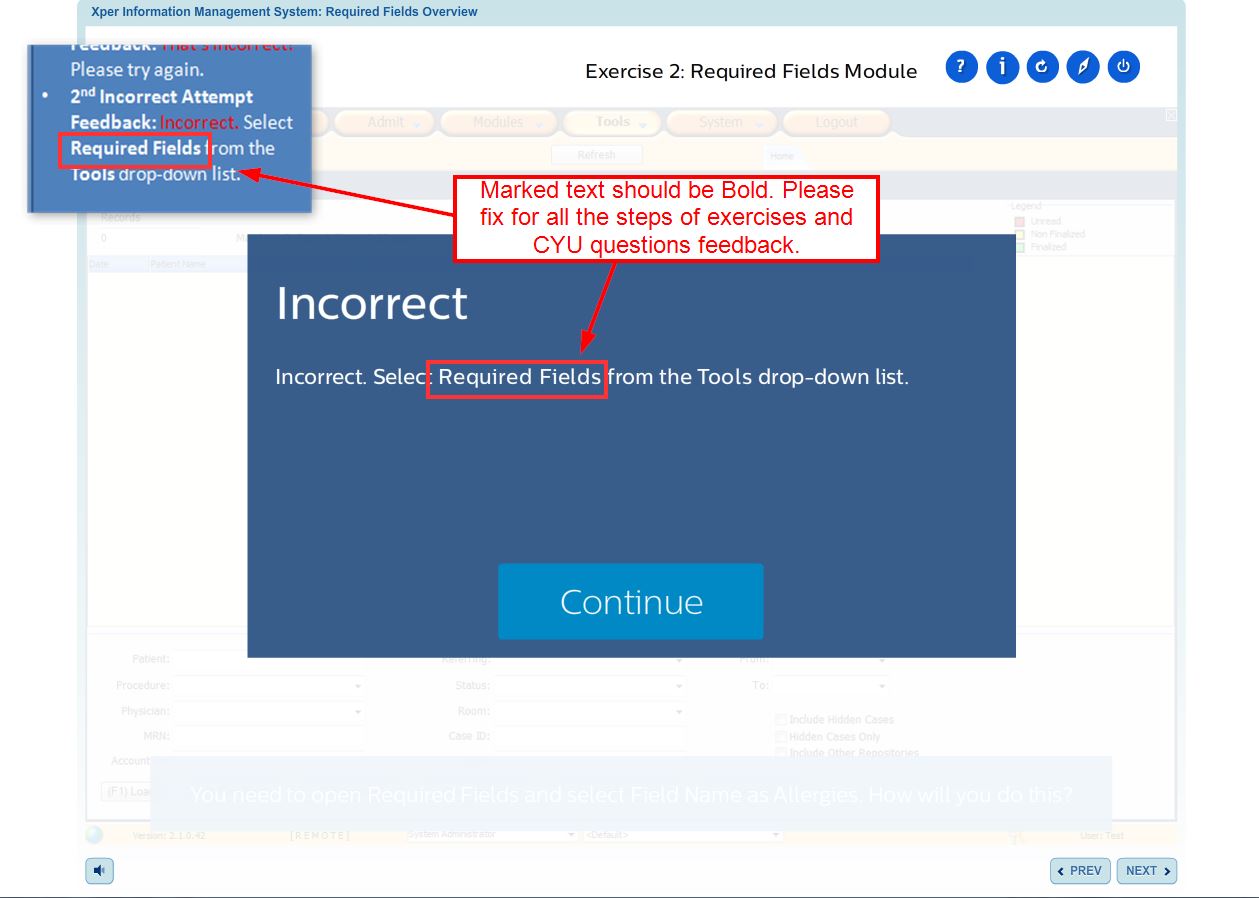 Xper Information Management System: Required Fields Overview
Feedback: That's incorrect!
Please try again.
• 2nd Incorrect Attempt
Feedback: Incorrect. Select
Required Fields from the
Tools drop-down list.
Exercise 2: Required Fields Module
Admit
Modules
Tools
System
Logout
Refresh
Home
Marked text should be Bold. Please
fix for all the steps of exercises and
CYU questions feedback.
Records
0
Legend
Unread
Non Finalized
Finalized
Date
Patient Name
Incorrect
Incorrect. Select Required Fields from the Tools drop-down list.
Continue
Patient:
Referring:
From:
Procedure:
Status:
To:
Physician:
Room:
Include Hidden Cases
MRN:
Case ID:
Hidden Cases Only
Include Other Repositories
Account
(F1) Loa
You need to open Required Fields and select Field Name as Allergies. How will you do this?
Version: 2.1.0.42
[REMOTE]
System Administrator
<Default>
User: Test
PREV
NEXT